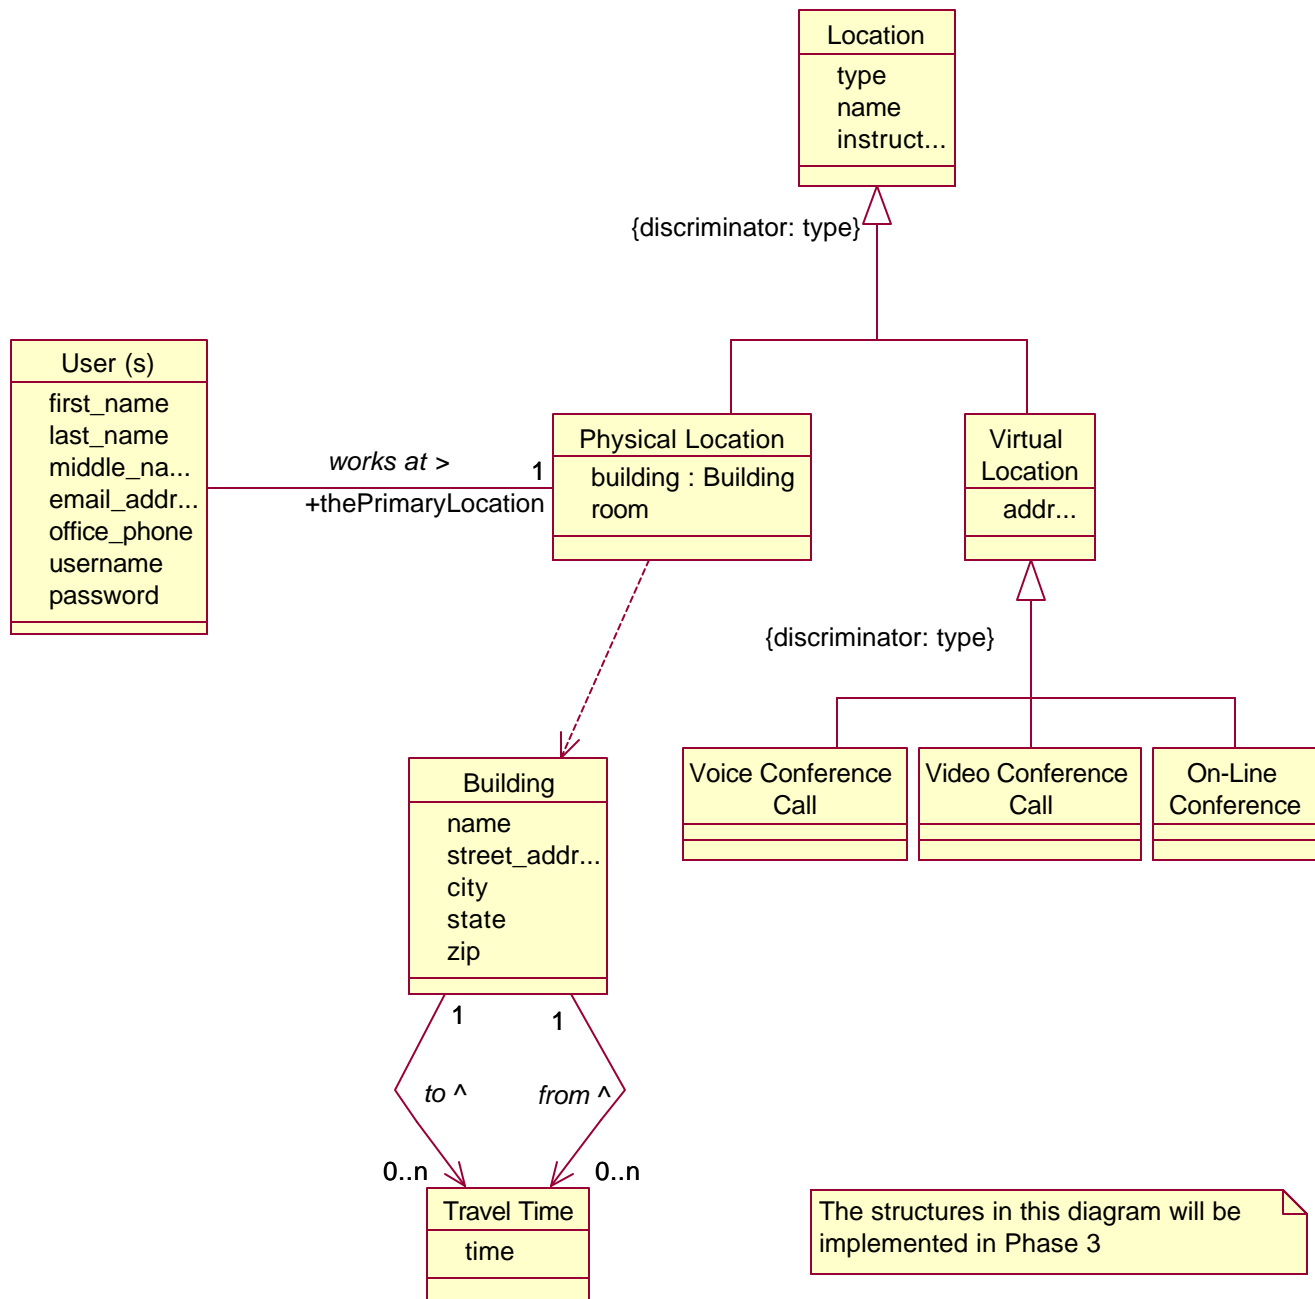 Location
type
name
instruct...
{discriminator: type}
User (s)
first_name
last_name
middle_na...
email_addr...
office_phone
username
password
works at >
1
+thePrimaryLocation
Physical Location
building : Building
room
Virtual
Location
addr...
{discriminator: type}
Voice Conference
Call
Video Conference
Call
On-Line
Conference
Building
name
street_addr...
city
state
zip
1
1
to ^
from ^
0..n
0..n
Travel Time
time
The structures in this diagram will be
implemented in Phase 3